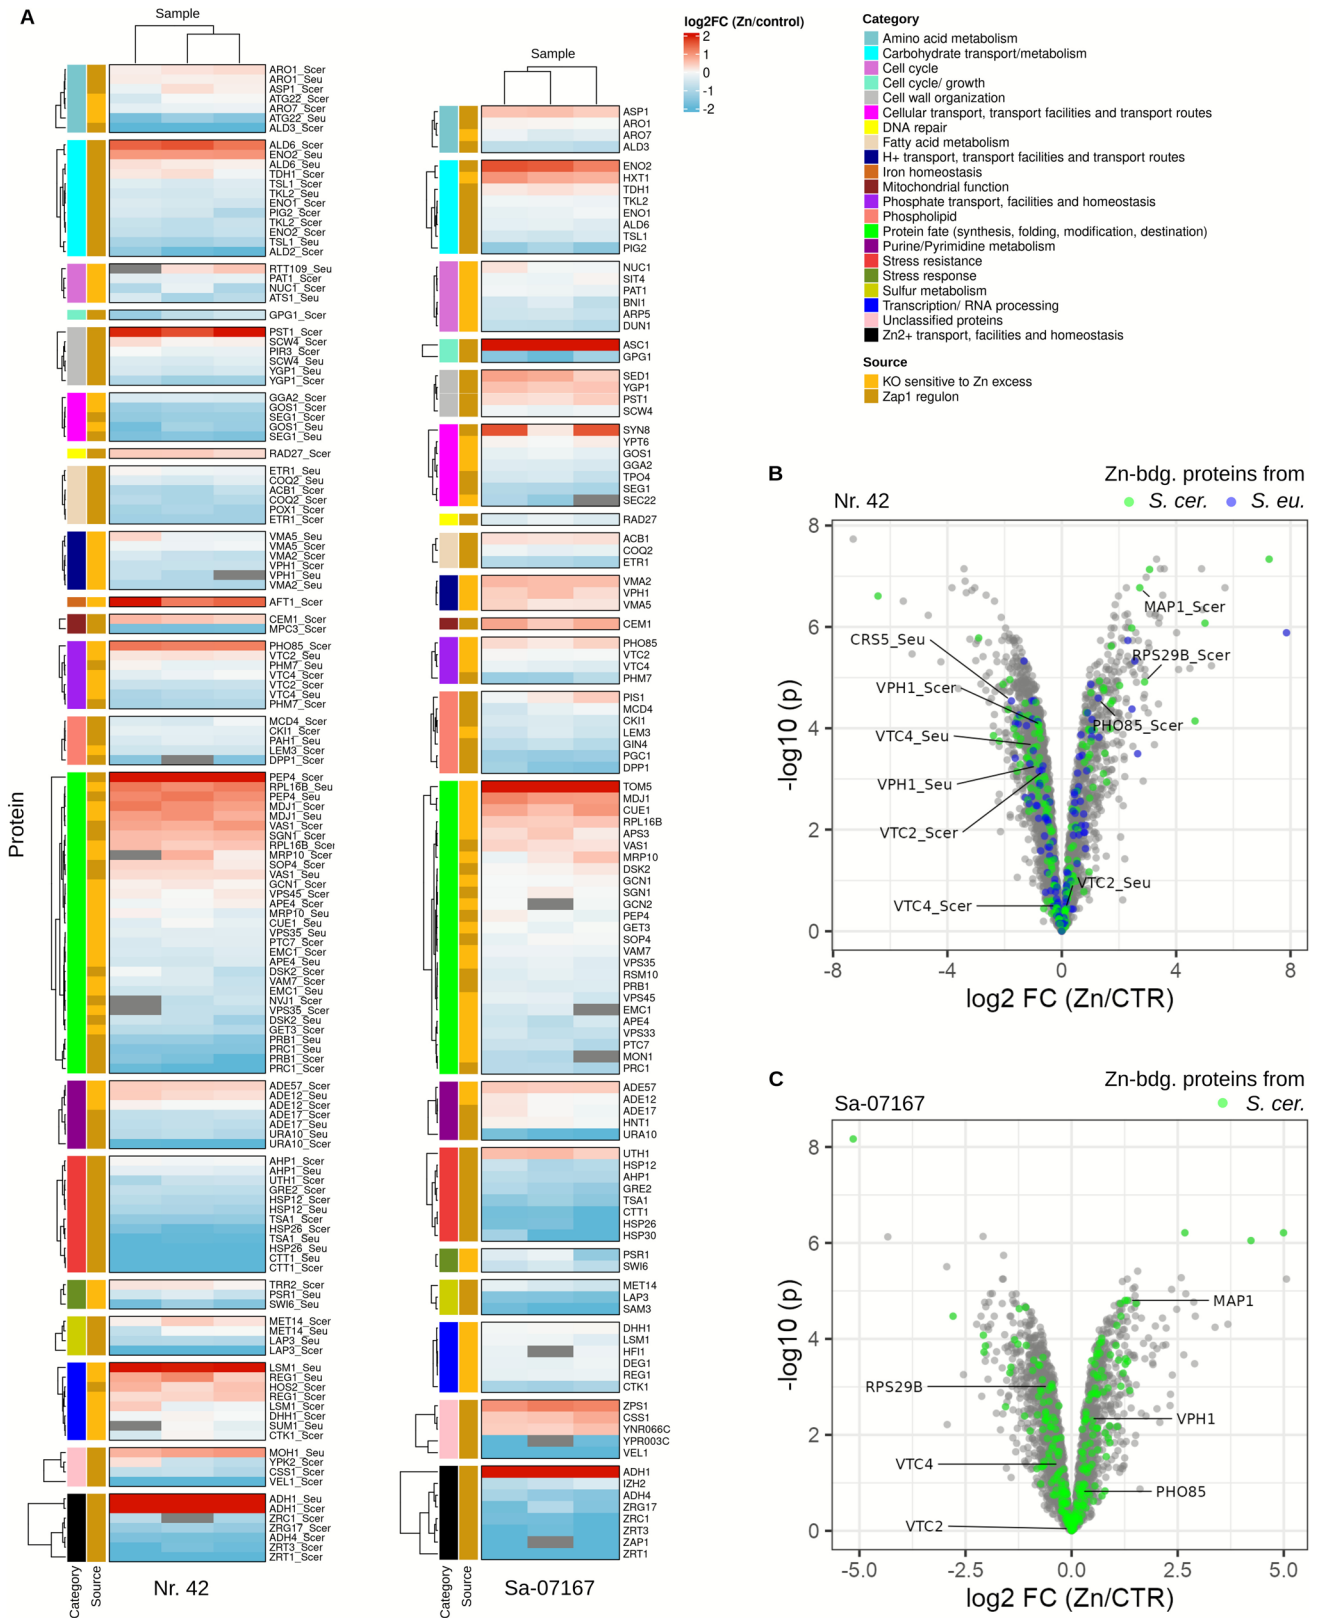 A
Sample
ARO1_Scer
ARO1_Seu
ASP1_Scer
ATG22_Scer
ARO7_Scer
ATG22_Seu
ALD3_Scer
ALD6_Scer
ENO2_Seu
ALD6_Seu
TDH1_Scer
TSL1_Scer
TKL2_Seu
ENO1_Scer
PIG2_Scer
TKL2_Scer
ENO2_Scer
TSL1_Seu
ALD2_Scer
RTT109_Seu
PAT1_Scer
NUC1_Scer
ATS1_Seu
GPG1_Scer
PST1_Scer
SCW4_Scer
PIR3_Scer
SCW4_Seu
YGP1_Seu
YGP1_Scer
GGA2_Scer
GOS1_Scer
SEG1_Scer
GOS1_Seu
SEG1_Seu
RAD27_Scer
ETR1_Seu
COQ2_Seu
ACB1_Scer
COQ2_Scer
POX1_Scer
ETR1_Scer
VMA5_Seu
VMA5_Scer
VMA2_Scer
VPH1_Scer
VPH1_Seu
VMA2_Seu
AFT1_Scer
CEM1_Scer
MPC3_Scer
PHO85_Scer
VTC2_Seu
PHM7_Seu
VTC4_Scer
VTC2_Scer
VTC4_Seu
PHM7_Scer
MCD4_Scer
CKI1_Scer
PAH1_Seu
LEM3_Scer
DPP1_Scer
PEP4_Scer
RPL16B_Seu
PEP4_Seu
MDJ1_Scer
MDJ1_Seu
VAS1_Scer
SGN1_Scer
RPL16B_Scer
MRP10_Scer
SOP4_Scer
VAS1_Seu
GCN1_Scer
VPS45_Scer
APE4_Scer
MRP10_Seu
CUE1_Seu
VPS35_Seu
PTC7_Scer
EMC1_Scer
APE4_Seu
DSK2_Scer
VAM7_Scer
EMC1_Seu
NVJ1_Scer
VPS35_Scer
DSK2_Seu
GET3_Scer
PRB1_Seu
PRC1_Seu
PRB1_Scer
PRC1_Scer
ADE57_Scer
ADE12_Seu
ADE12_Scer
ADE17_Scer
ADE17_Seu
URA10_Seu
URA10_Scer
AHP1_Scer
AHP1_Seu
UTH1_Scer
GRE2_Scer
HSP12_Scer
HSP12_Seu
TSA1_Scer
HSP26_Scer
TSA1_Seu
HSP26_Seu
CTT1_Seu
CTT1_Scer
TRR2_Scer
PSR1_Seu
SWI6_Seu
MET14_Scer
MET14_Seu
LAP3_Seu
LAP3_Scer
LSM1_Seu
REG1_Seu
HOS2_Scer
REG1_Scer
LSM1_Scer
DHH1_Scer
SUM1_Seu
CTK1_Scer
MOH1_Seu
YPK2_Scer
CSS1_Scer
VEL1_Scer
ADH1_Seu
ADH1_Scer
ZRC1_Scer
ZRG17_Scer
ADH4_Scer
ZRT3_Scer
ZRT1_Scer
Protein
Category
Source
Nr. 42
Sample
ASP1
ARO1
ARO7
ALD3
ENO2
HXT1
TDH1
TKL2
ENO1
ALD6
TSL1
PIG2
NUC1
SIT4
PAT1
BNI1
ARP5
DUN1
ASC1
GPG1
SED1
YGP1
PST1
SCW4
SYN8
YPT6
GOS1
GGA2
TPO4
SEG1
SEC22
RAD27
ACB1
COQ2
ETR1
VMA2
VPH1
VMA5
CEM1
PHO85
VTC2
VTC4
PHM7
PIS1
MCD4
CKI1
LEM3
GIN4
PGC1
DPP1
TOM5
MDJ1
CUE1
RPL16B
APS3
VAS1
MRP10
DSK2
GCN1
SGN1
GCN2
PEP4
GET3
SOP4
VAM7
VPS35
RSM10
PRB1
VPS45
EMC1
APE4
VPS33
PTC7
MON1
PRC1
ADE57
ADE12
ADE17
HNT1
URA10
UTH1
HSP12
AHP1
GRE2
TSA1
CTT1
HSP26
HSP30
PSR1
SWI6
MET14
LAP3
SAM3
DHH1
LSM1
HFI1
DEG1
REG1
CTK1
ZPS1
CSS1
YNR066C
YPR003C
VEL1
ADH1
IZH2
ADH4
ZRG17
ZRC1
ZRT3
ZAP1
ZRT1
Category
Source
Sa-07167
log2FC (Zn/control)
2
1
0
-1
-2
Category
Amino acid metabolism
Carbohydrate transport/metabolism
Cell cycle
Cell cycle/ growth
Cell wall organization
Cellular transport, transport facilities and transport routes
DNA repair
Fatty acid metabolism
H+ transport, transport facilities and transport routes
Iron homeostasis
Mitochondrial function
Phosphate transport, facilities and homeostasis
Phospholipid
Protein fate (synthesis, folding, modification, destination)
Purine/Pyrimidine metabolism
Stress resistance
Stress response
Sulfur metabolism
Transcription/ RNA processing
Unclassified proteins
Zn2+ transport, facilities and homeostasis
Source
KO sensitive to Zn excess
Zap1 regulon
B
Zn-bdg. proteins from
Nr. 42
S. cer.
S. eu.
8
6
4
2
0
-log10 (p)
MAP1_Scer
CRS5_Seu
RPS29B_Scer
VPH1_Scer
PHO85_Scer
VTC4_Seu
VPH1_Seu
VTC2_Scer
VTC2_Seu
VTC4_Scer
-8
-4
0
4
8
log2 FC (Zn/CTR)
C
Zn-bdg. proteins from
Sa-07167
S. cer.
8
6
4
2
0
-log10 (p)
MAP1
RPS29B
VPH1
VTC4
PHO85
VTC2
-5.0
-2.5
0.0
2.5
5.0
log2 FC (Zn/CTR)